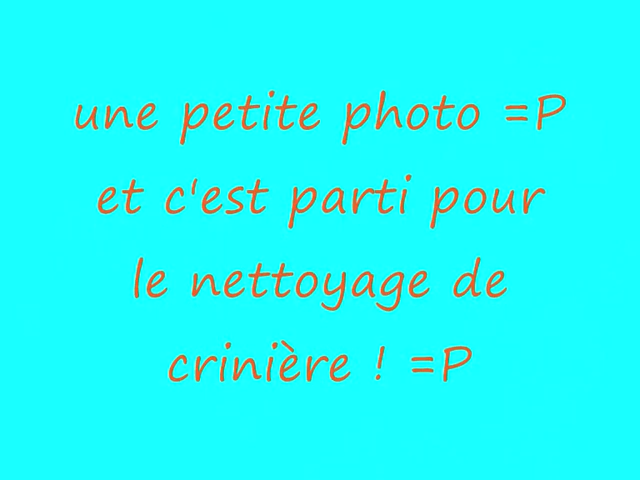 une petite photo =P
et c'est parti pour
le nettoyage de
crinière ! =P